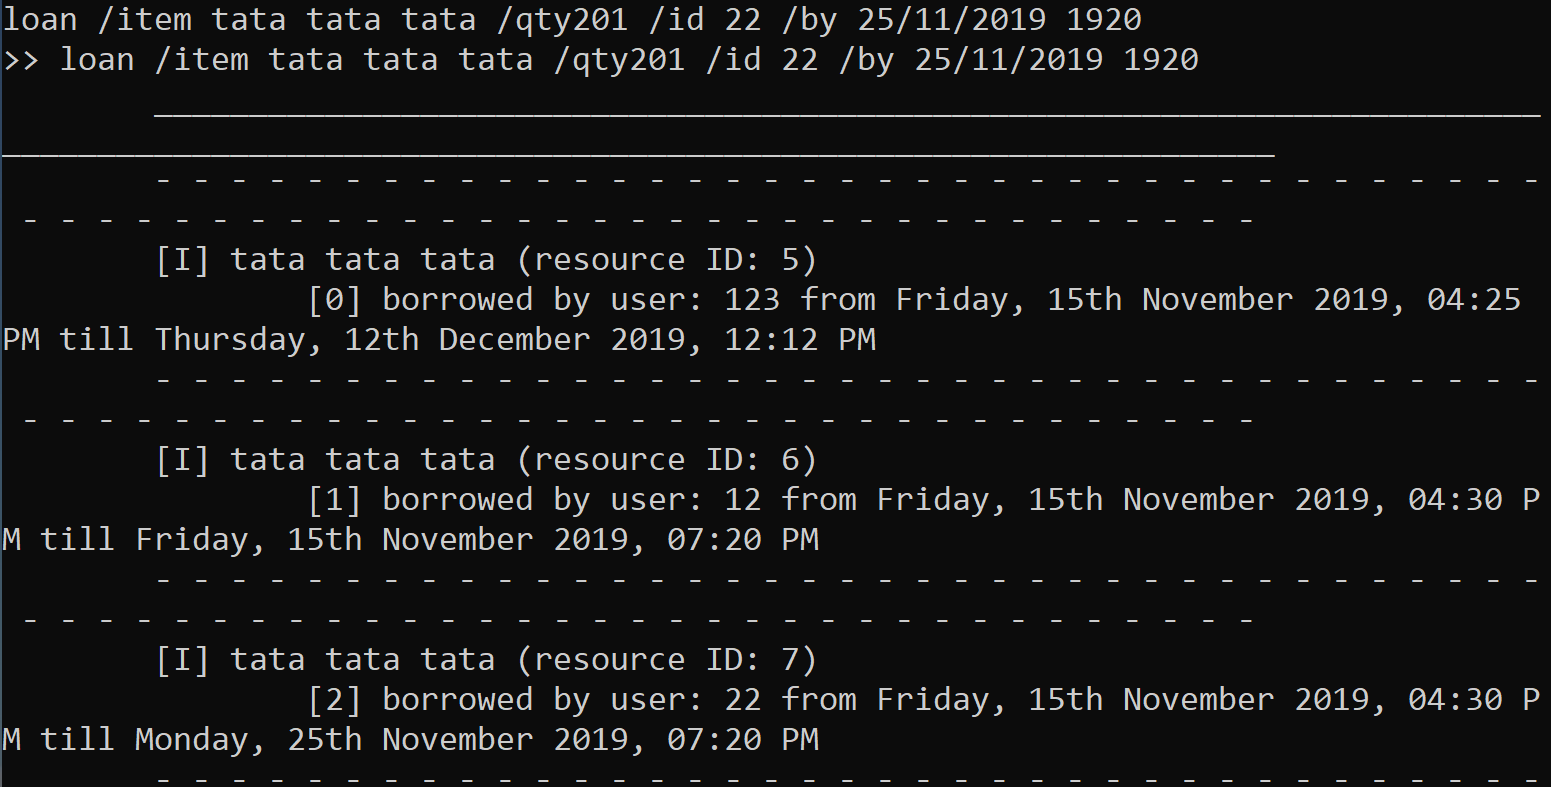 loan /item tata tata tata /qty201 /id 22 /by 25/11/2019 1920
>> loan /item tata tata tata /qty201 /id 22 /by 25/11/2019 1920
_________________________________________________________________________
___________________________________________________________________
- - - - - - - - - - - - - - - - - - - - - - - - - - - - - - - - - - - - -
- - - - - - - - - - - - - - - - - - - - - - - - - - - - - - - - -
[I] tata tata tata (resource ID: 5)
[0] borrowed by user: 123 from Friday, 15th November 2019, 04:25
PM till Thursday, 12th December 2019, 12:12 PM
- - - - - - - - - - - - - - - - - - - - - - - - - - - - - - - - - - - - -
- - - - - - - - - - - - - - - - - - - - - - - - - - - - - - - - -
[I] tata tata tata (resource ID: 6)
[1] borrowed by user: 12 from Friday, 15th November 2019, 04:30 P
M till Friday, 15th November 2019, 07:20 PM
- - - - - - - - - - - - - - - - - - - - - - - - - - - - - - - - - - - - -
- - - - - - - - - - - - - - - - - - - - - - - - - - - - - - - - -
[I] tata tata tata (resource ID: 7)
[2] borrowed by user: 22 from Friday, 15th November 2019, 04:30 P
M till Monday, 25th November 2019, 07:20 PM
- - - - - - - - - - - - - - - - - - - - - - - - - - - - - - - - - - - - -